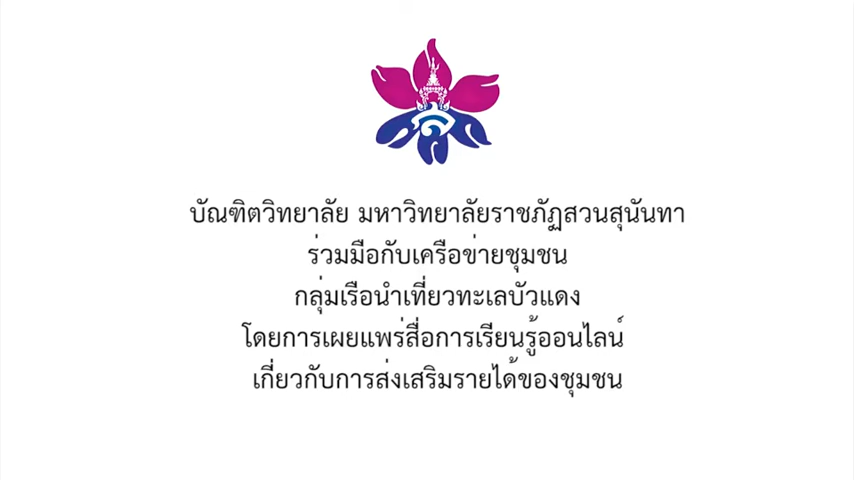 บัณฑิตวิทยาลัย มหาวิทยาลัยราชภัฏสวนสุนันทา
ร่วมมือกับเครือข่ายชุมชน
กลุ่มเรือนำเที่ยวทะเลบัวแดง
โดยการเผยแพร่สื่อการเรียนรู้ออนไลน์
เกี่ยวกับการส่งเสริมรายได้ของชุมชน